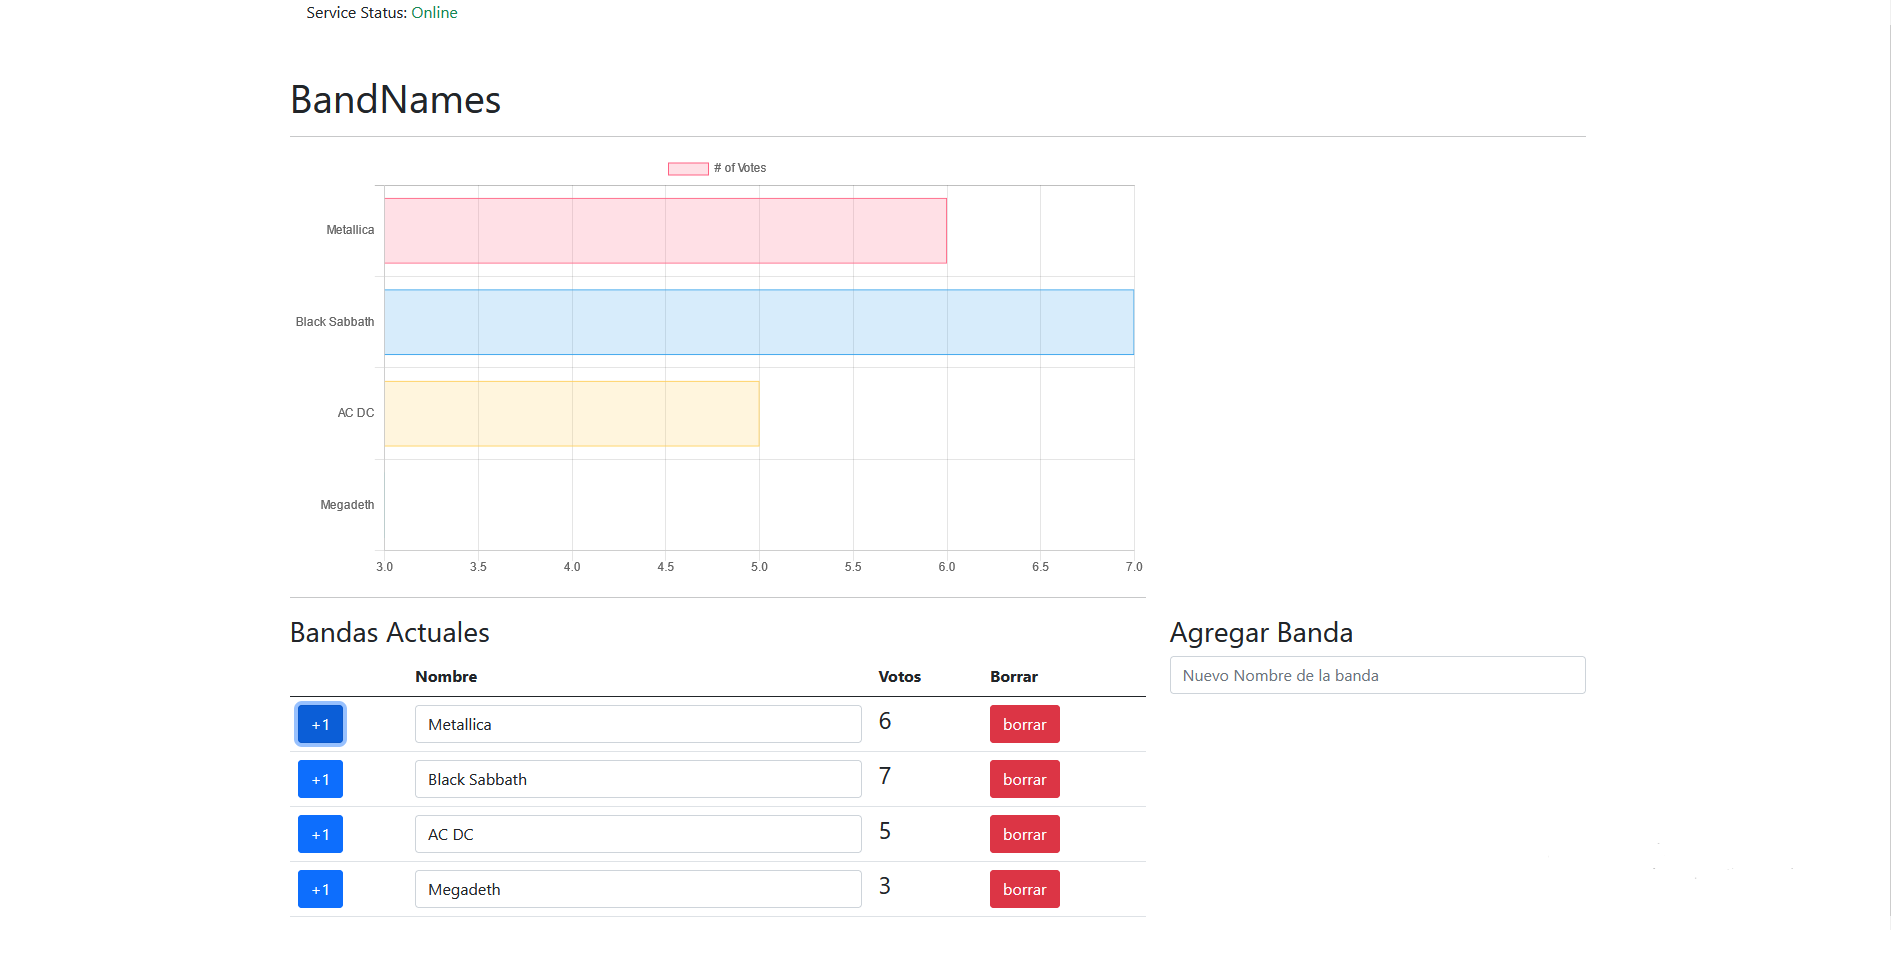 Service Status: Online
BandNames
# of Votes
Metallica
Black Sabbath
AC DC
Megadeth
3.0 3.5 4.0 4.5 5.0 5.5 6.0 6.5 7.0
Bandas Actuales
Nombre Votos Borrar
+1 Metallica 6 borrar
+1 Black Sabbath 7 borrar
+1 AC DC 5 borrar
+1 Megadeth 3 borrar
Agregar Banda
Nuevo Nombre de la banda